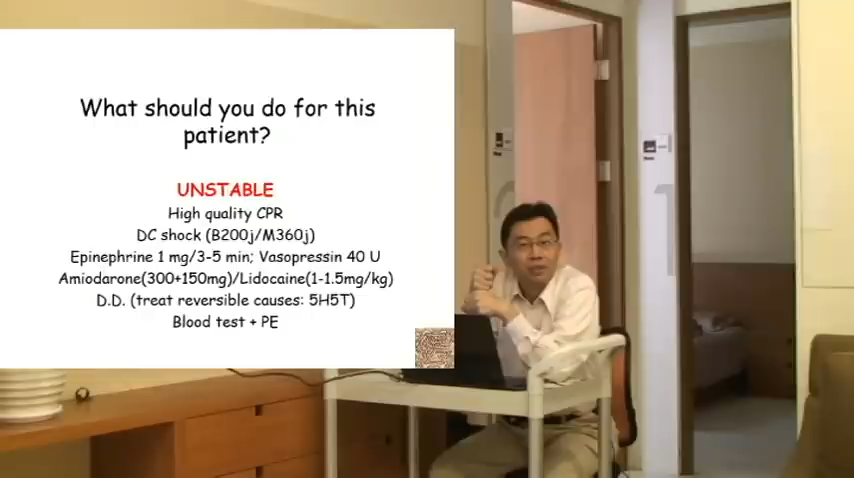 What should you do for this
patient?
UNSTABLE
High quality CPR
DC shock (B200j/M360j)
Epinephrine 1 mg/3-5 min; Vasopressin 40 U
Amiodarone(300+150mg)/Lidocaine(1-1.5mg/kg)
D.D. (treat reversible causes: 5H5T)
Blood test + PE
1